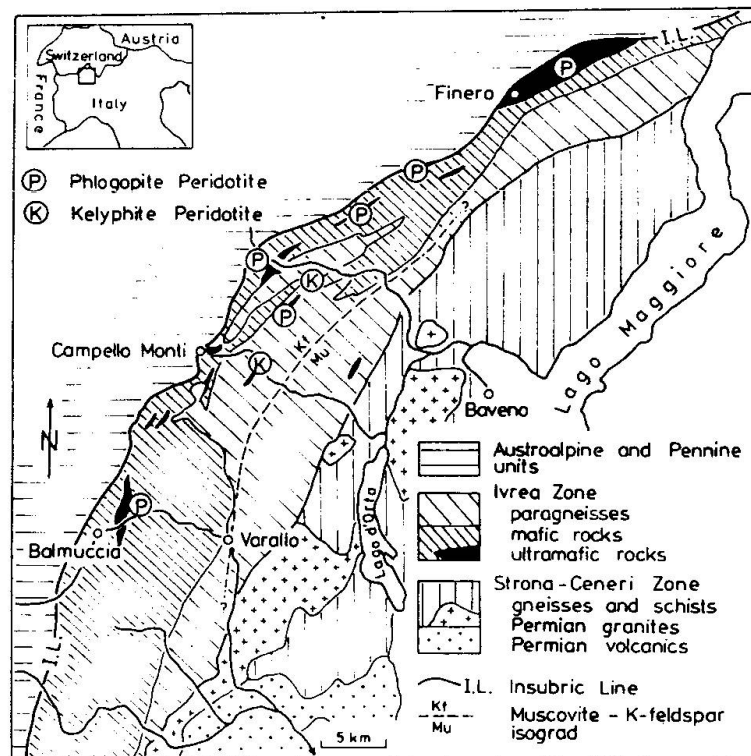 Austria
Switzerland
France
Italy
I.L.
P
Finero
P Phlogopite Peridotite
K Kelyphite Peridotite
P
P
P
K
P
?
Campello Monti
Kf
Mu
K
Lago Maggiore
Baveno
N
Austroalpine and Pennine
units
Ivrea Zone
paragneisses
mafic rocks
ultramafic rocks
P
Balmuccia
Varallo
Lago d'Orta
?
Strona-Ceneri Zone
gneisses and schists
Permian granites
Permian volcanics
I.L.
I.L. Insubric Line
Kf
Mu
Muscovite - K-feldspar
isograd
5 km